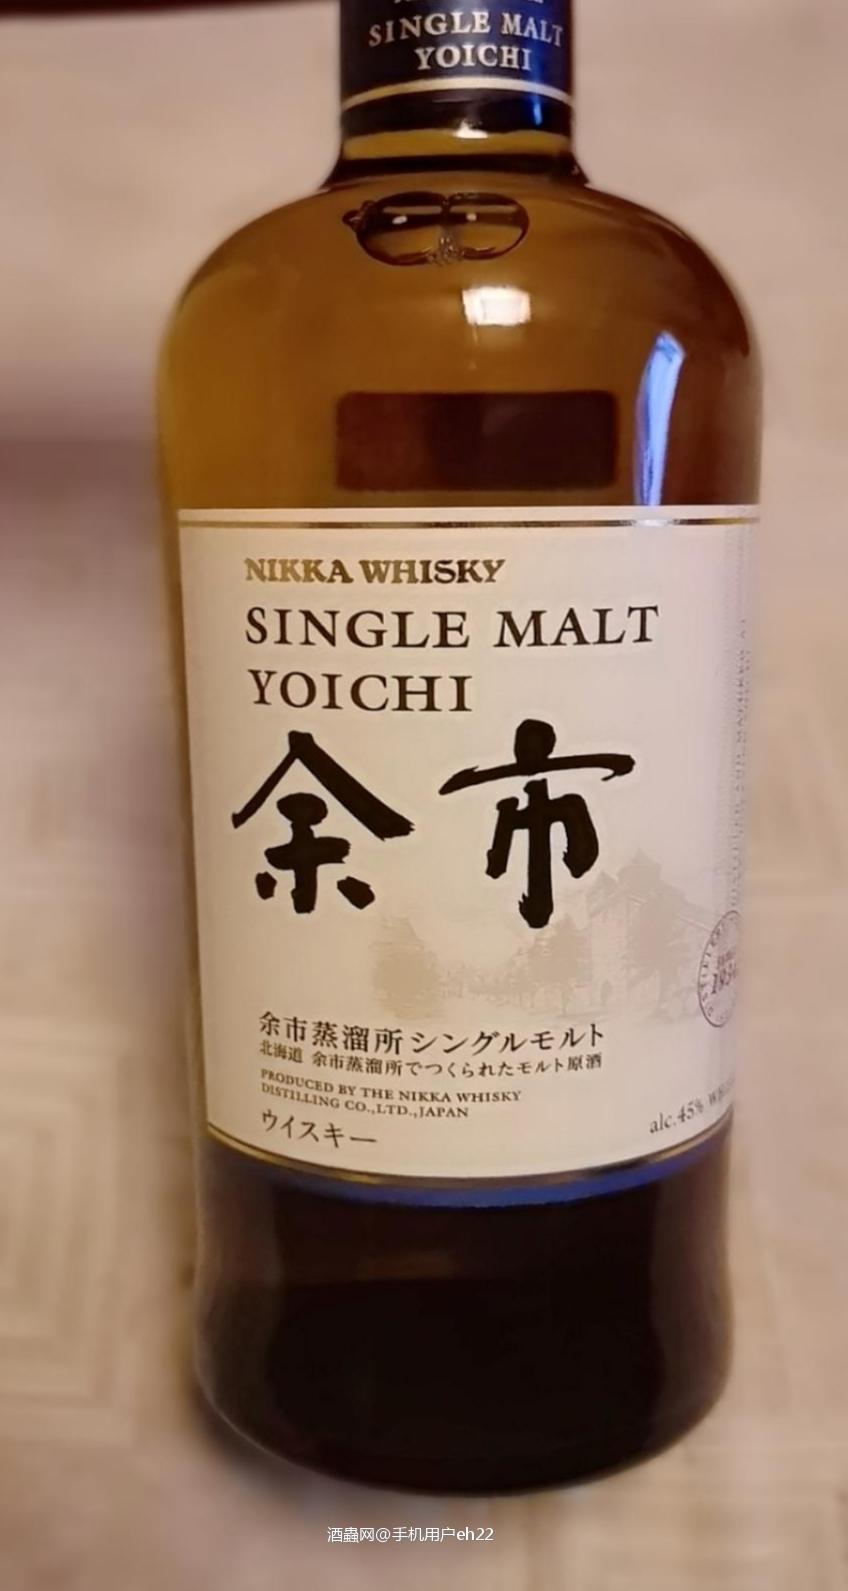 SINGLE MALT
YOICHI
NIKKA WHISKY
SINGLE MALT
YOICHI
余市
余市蒸溜所シングルモルト
北海道 余市蒸溜所でつくられたモルト原酒
PRODUCED BY THE NIKKA WHISKY
DISTILLING CO.,LTD.,JAPAN
ウイスキー
alc.45%
酒蟲网@手机用户eh22